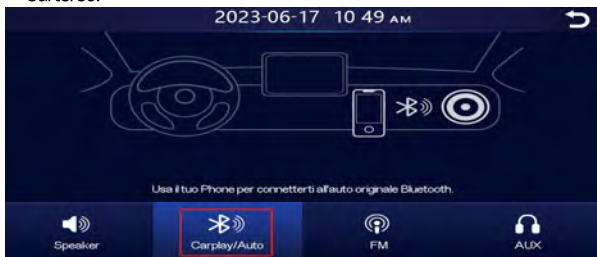 2023-06-17 10 49 AM
Usa il tuo Phone per connetterti all'auto originale Bluetooth.
Speaker
Carplay/Auto
FM
AUX